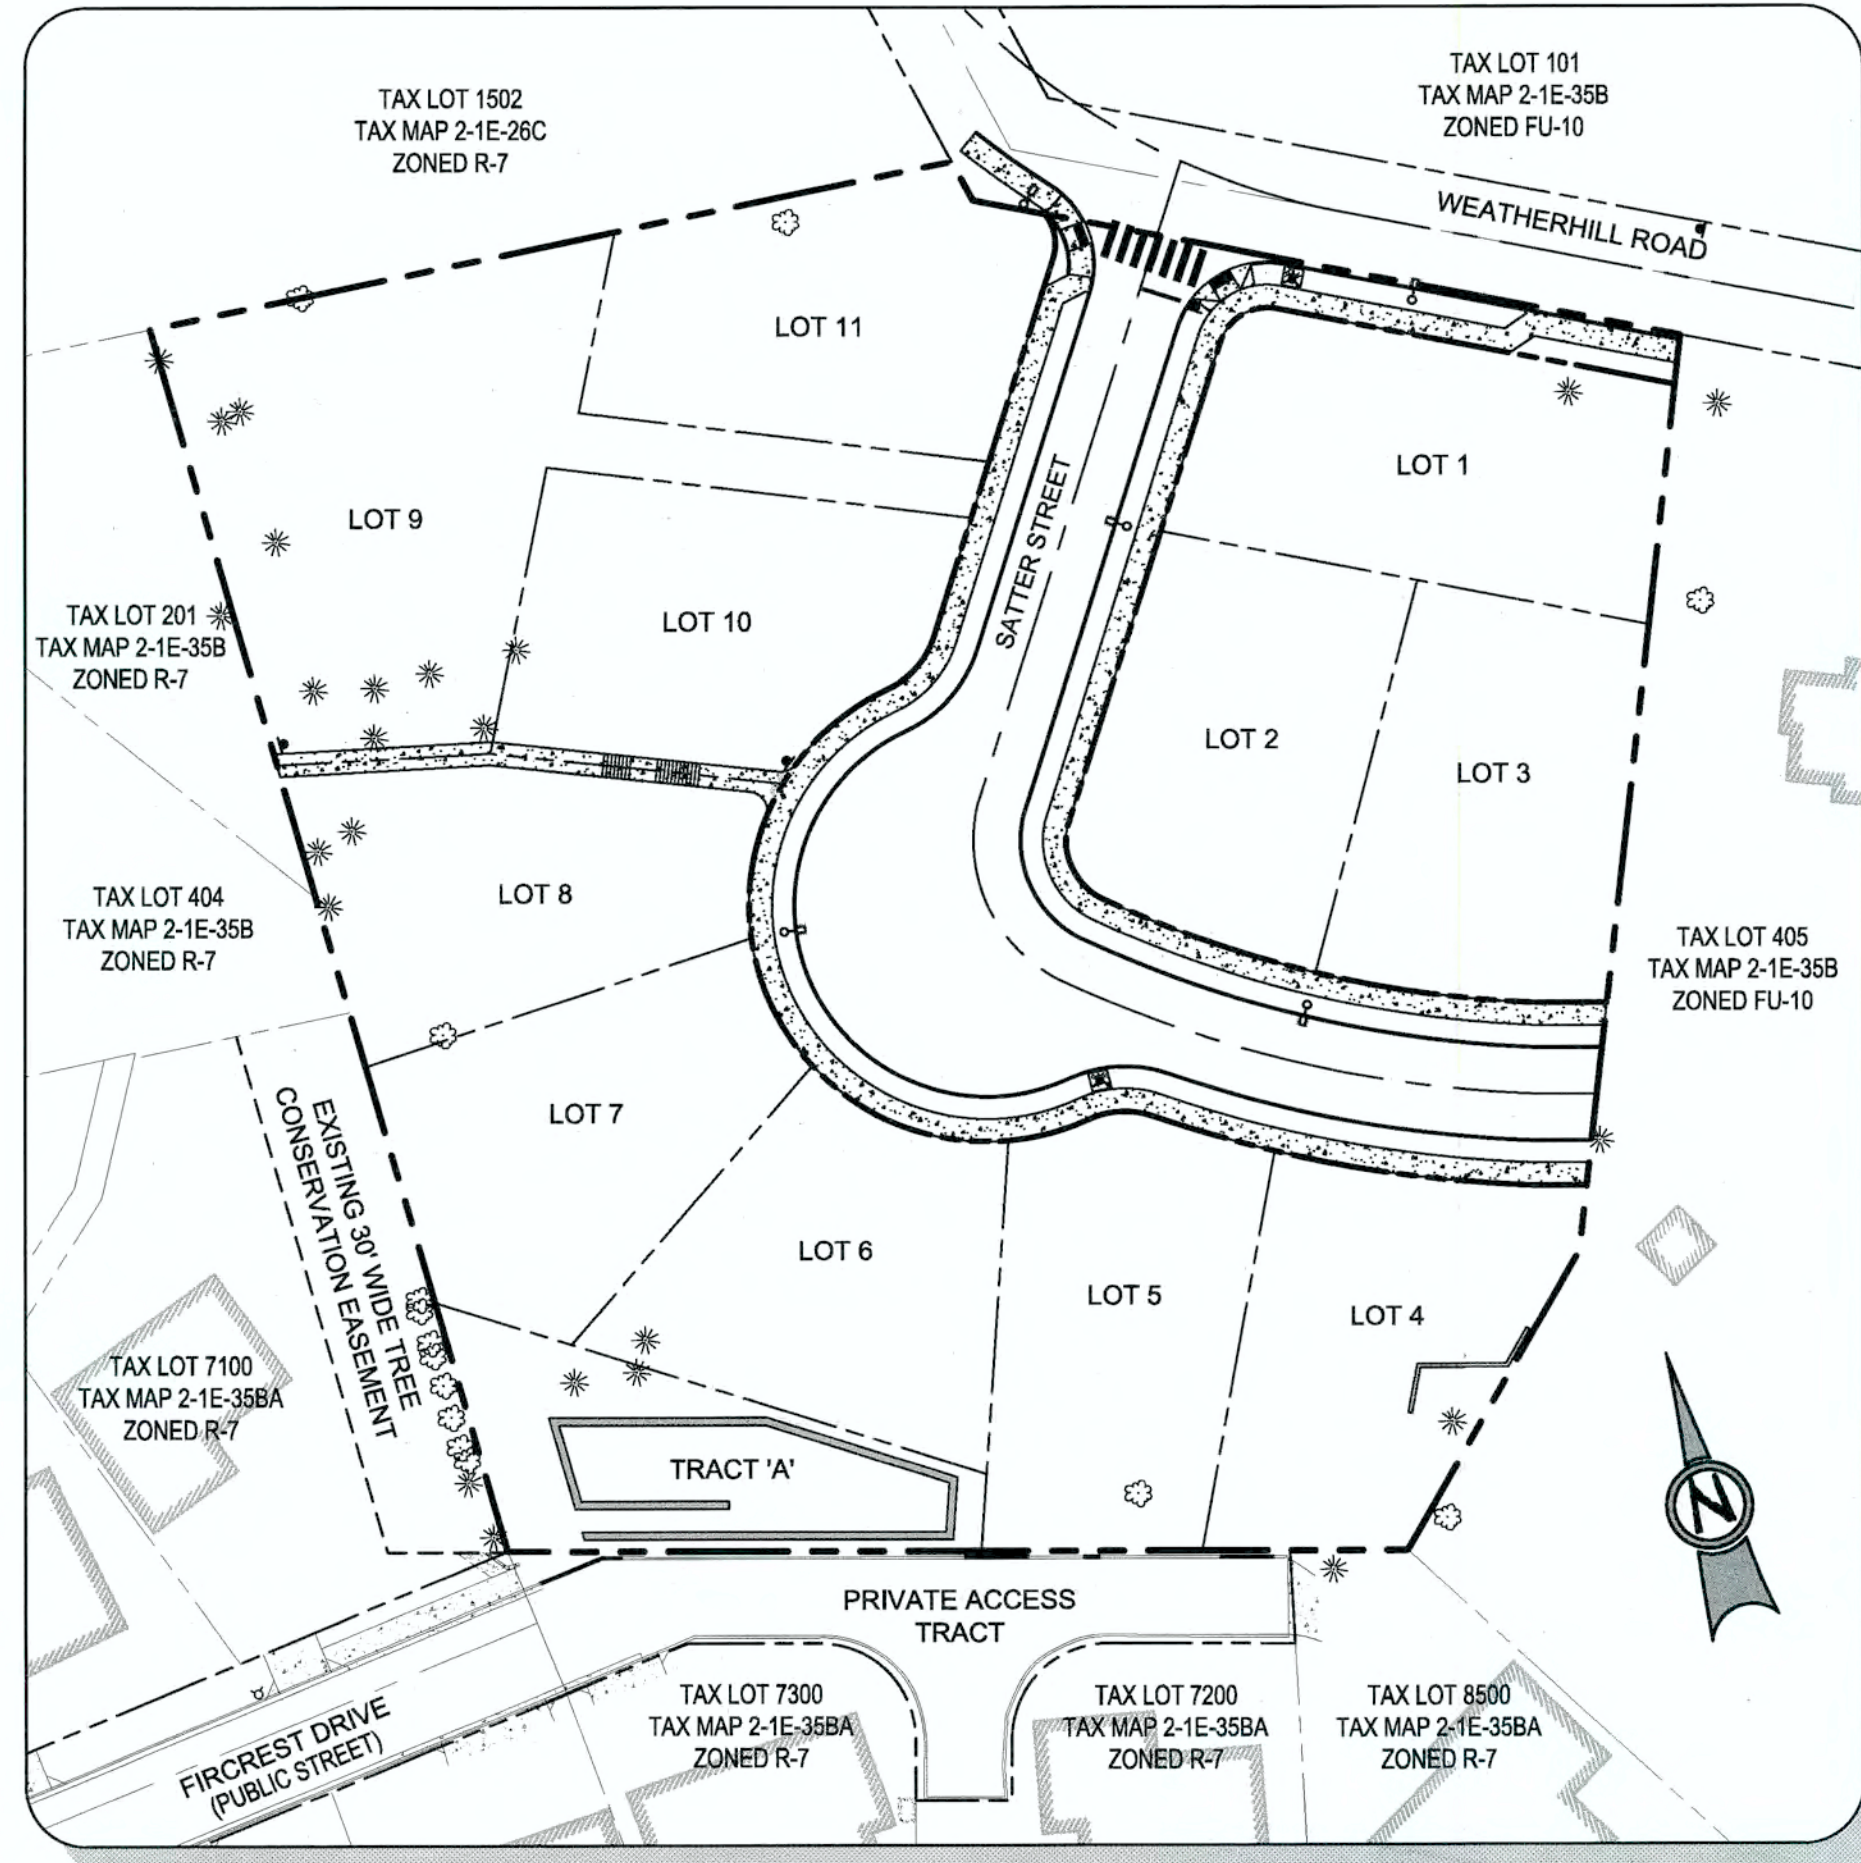 TAX LOT 1502
TAX MAP 2-1E-26C
ZONED R-7
TAX LOT 101
TAX MAP 2-1E-35B
ZONED FU-10
WEATHERHILL ROAD
LOT 11
LOT 1
LOT 9
SATTER STREET
LOT 10
TAX LOT 201
TAX MAP 2-1E-35B
ZONED R-7
LOT 2
LOT 3
LOT 8
TAX LOT 404
TAX MAP 2-1E-35B
ZONED R-7
TAX LOT 405
TAX MAP 2-1E-35B
ZONED FU-10
LOT 7
EXISTING 30' WIDE TREE
CONSERVATION EASEMENT
LOT 6
LOT 5
LOT 4
TAX LOT 7100
TAX MAP 2-1E-35BA
ZONED R-7
TRACT 'A'
N
PRIVATE ACCESS
TRACT
FIRCREST DRIVE
(PUBLIC STREET)
TAX LOT 7300
TAX MAP 2-1E-35BA
ZONED R-7
TAX LOT 7200
TAX MAP 2-1E-35BA
ZONED R-7
TAX LOT 8500
TAX MAP 2-1E-35BA
ZONED R-7